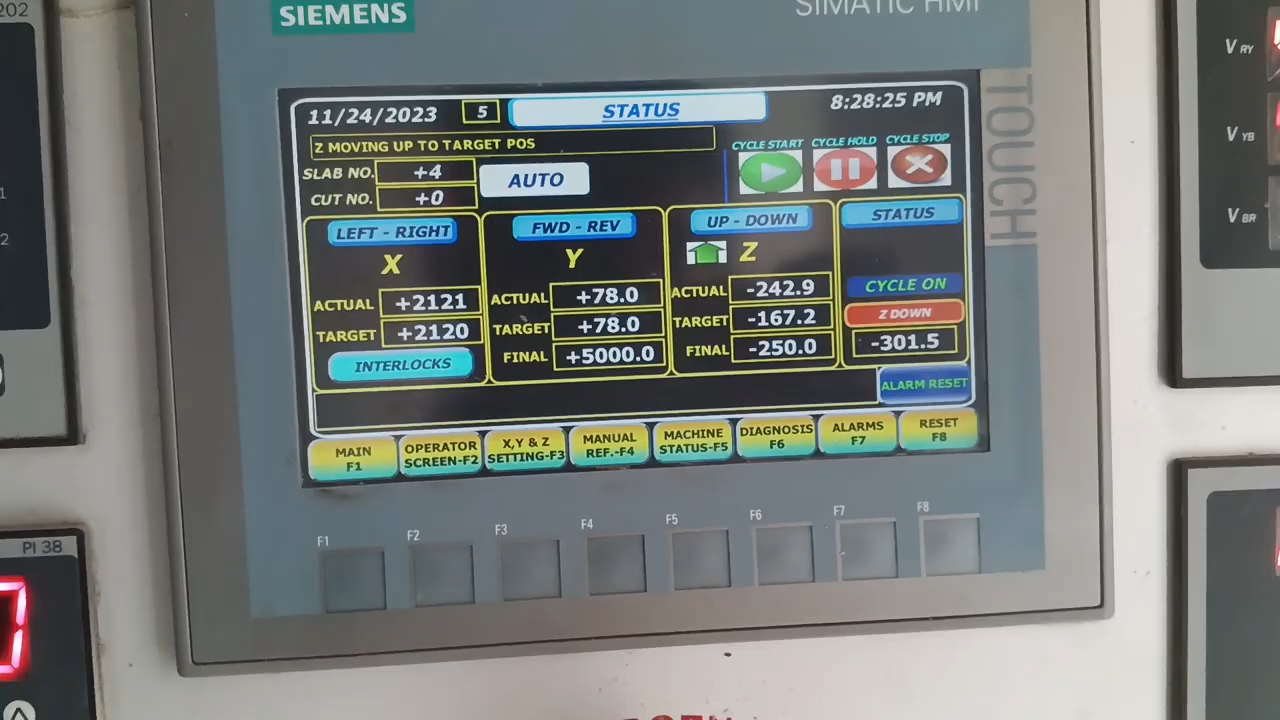 202
SIEMENS
SIMATIC HMI
TOUCH
11/24/2023
5
STATUS
8:28:25 PM
Z MOVING UP TO TARGET POS
CYCLE START
CYCLE HOLD
CYCLE STOP
SLAB NO. +4
AUTO
CUT NO. +0
LEFT - RIGHT
X
ACTUAL +2121
TARGET +2120
INTERLOCKS
FWD - REV
Y
ACTUAL +78.0
TARGET +78.0
FINAL +5000.0
UP - DOWN
Z
ACTUAL -242.9
TARGET -167.2
FINAL -250.0
STATUS
CYCLE ON
Z DOWN
-301.5
ALARM RESET
MAIN
F1
OPERATOR
SCREEN-F2
X,Y & Z
SETTING-F3
MANUAL
REF.-F4
MACHINE
STATUS-F5
DIAGNOSIS
F6
ALARMS
F7
RESET
F8
F1 F2 F3 F4 F5 F6 F7 F8
PI 38
V RY
V YB
V BR
1
2